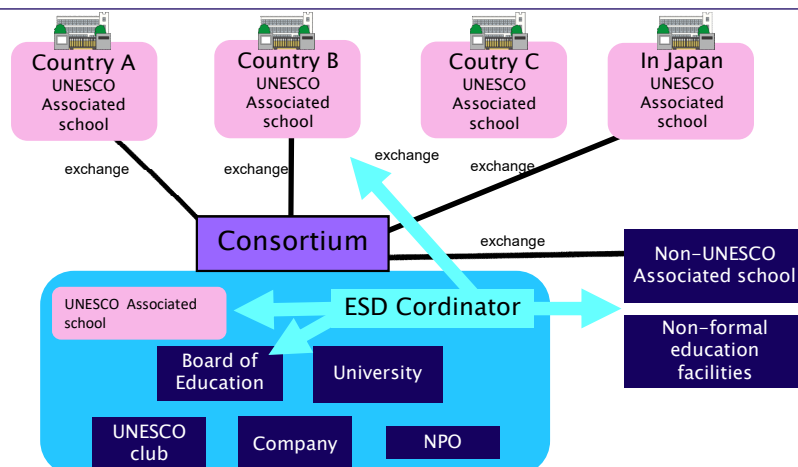 Country A
UNESCO
Associated
school
Country B
UNESCO
Associated
school
Coutry C
UNESCO
Associated
school
In Japan
UNESCO
Associated
school
exchange
exchange
exchange
exchange
Consortium
exchange
Non-UNESCO
Associated school
UNESCO Associated
school
ESD Cordinator
Non-formal
education
facilities
Board of
Education
University
UNESCO
club
Company
NPO